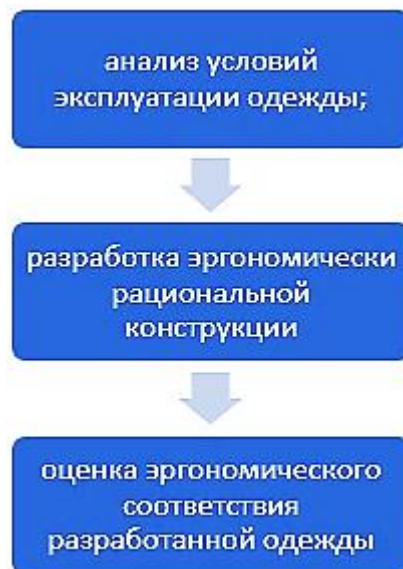 анализ условий
эксплуатации одежды;
разработка эргономически
рациональной
конструкции
оценка эргономического
соответствия
разработанной одежды